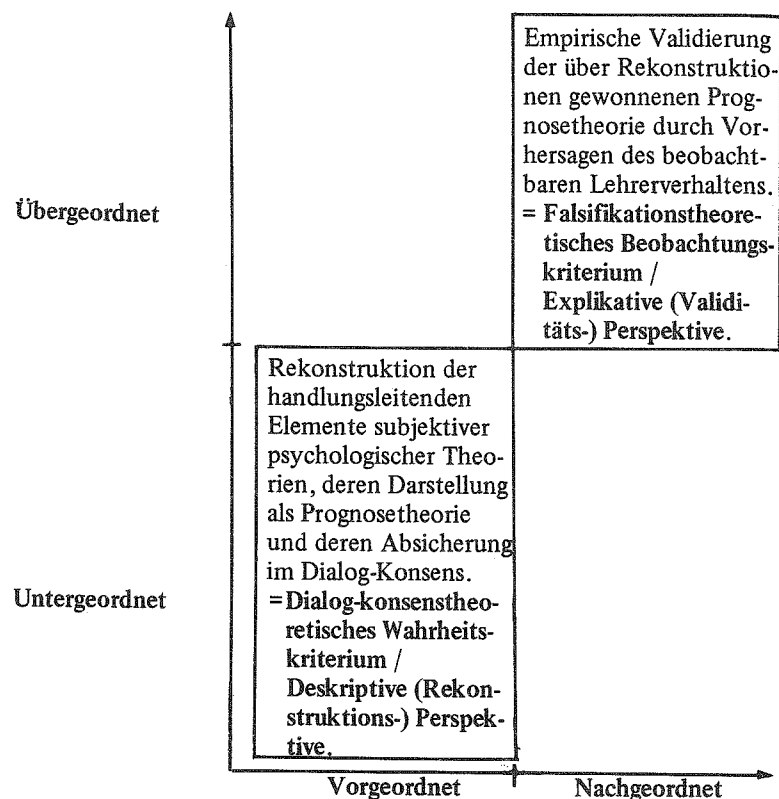 Empirische Validierung
der über Rekonstruktio-
nen gewonnenen Prog-
nosetheorie durch Vor-
hersagen des beobacht-
baren Lehrerverhaltens.
= Falsifikationstheore-
tisches Beobachtungs-
kriterium /
Explikative (Validi-
täts-) Perspektive.
Übergeordnet
Rekonstruktion der
handlungsleitenden
Elemente subjektiver
psychologischer Theo-
rien, deren Darstellung
als Prognosetheorie
und deren Absicherung
im Dialog-Konsens.
= Dialog-konsenstheo-
retisches Wahrheits-
kriterium /
Deskriptive (Rekon-
struktions-) Perspek-
tive.
Untergeordnet
Vorgeordnet
Nachgeordnet